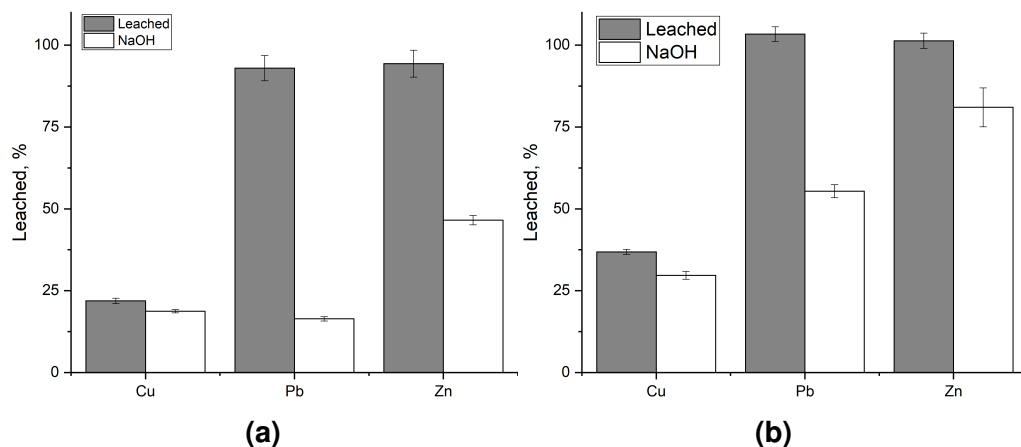 Leached
NaOH
100
75
50
25
0
Leached, %
Cu
Pb
Zn
(a)
Leached
NaOH
100
75
50
25
0
Leached, %
Cu
Pb
Zn
(b)